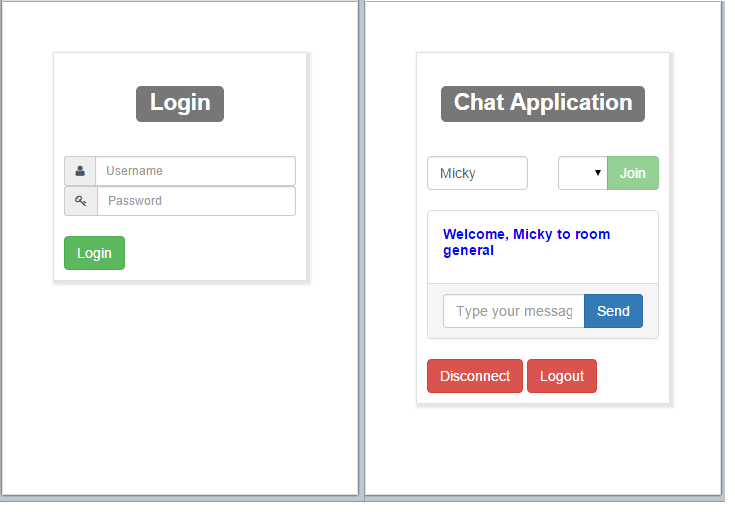 Login
Username
Password
Login
Chat Application
Micky
Join
Welcome, Micky to room
general
Type your messag
Send
Disconnect
Logout